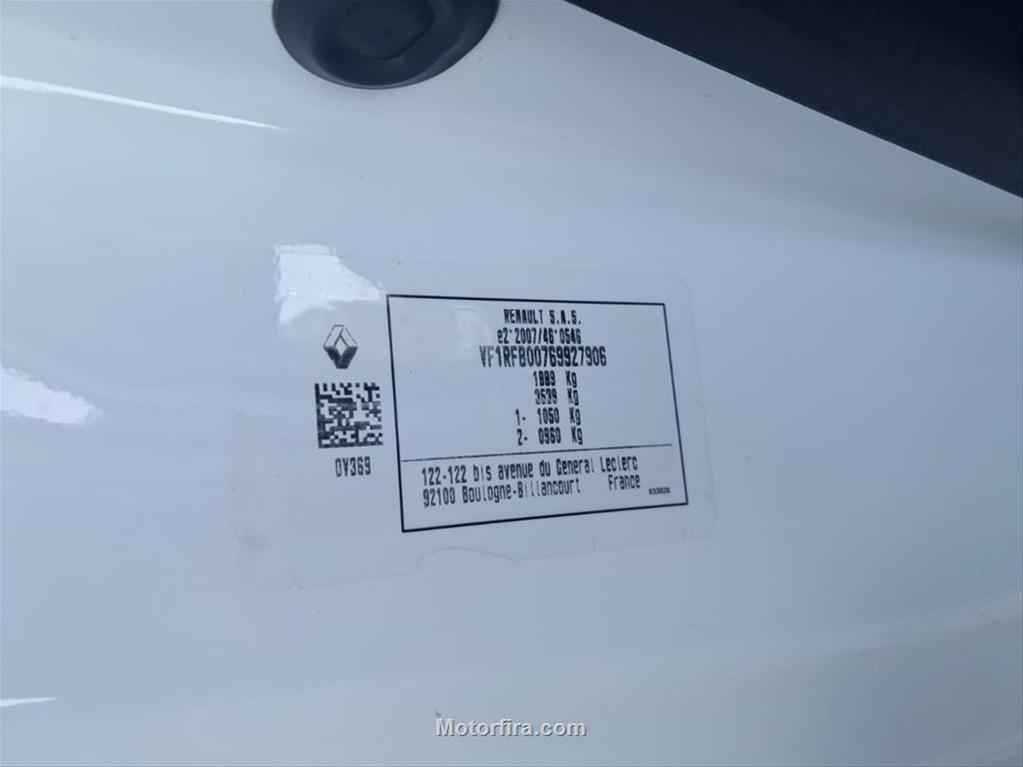 RENAULT S.A.S.
e2*2007/46*0546
VF1RFB00769927906
1889 Kg
3539 Kg
1- 1050 Kg
2- 0960 Kg
0V369
122-122 bis avenue du General Leclerc
92100 Boulogne-Billancourt France
Motorfira.com